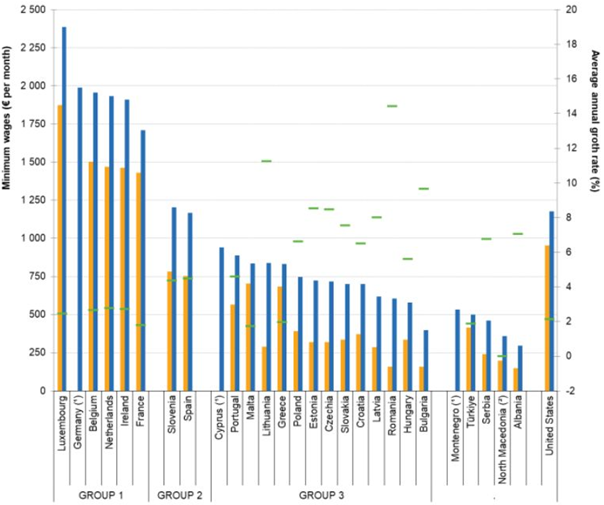 Minimum wages (€ per month)
2 500
2 250
2 000
1 750
1 500
1 250
1 000
750
500
250
0
20
18
16
14
12
10
8
6
4
2
0
-2
Average annual groth rate (%)
Luxembourg
Germany (¹)
Belgium
Netherlands
Ireland
France
Slovenia
Spain
Cyprus (¹)
Portugal
Malta
Lithuania
Greece
Poland
Estonia
Czechia
Slovakia
Croatia
Latvia
Romania
Hungary
Bulgaria
Montenegro (¹)
Türkiye
Serbia
North Macedonia (²)
Albania
United States
GROUP 1
GROUP 2
GROUP 3
.